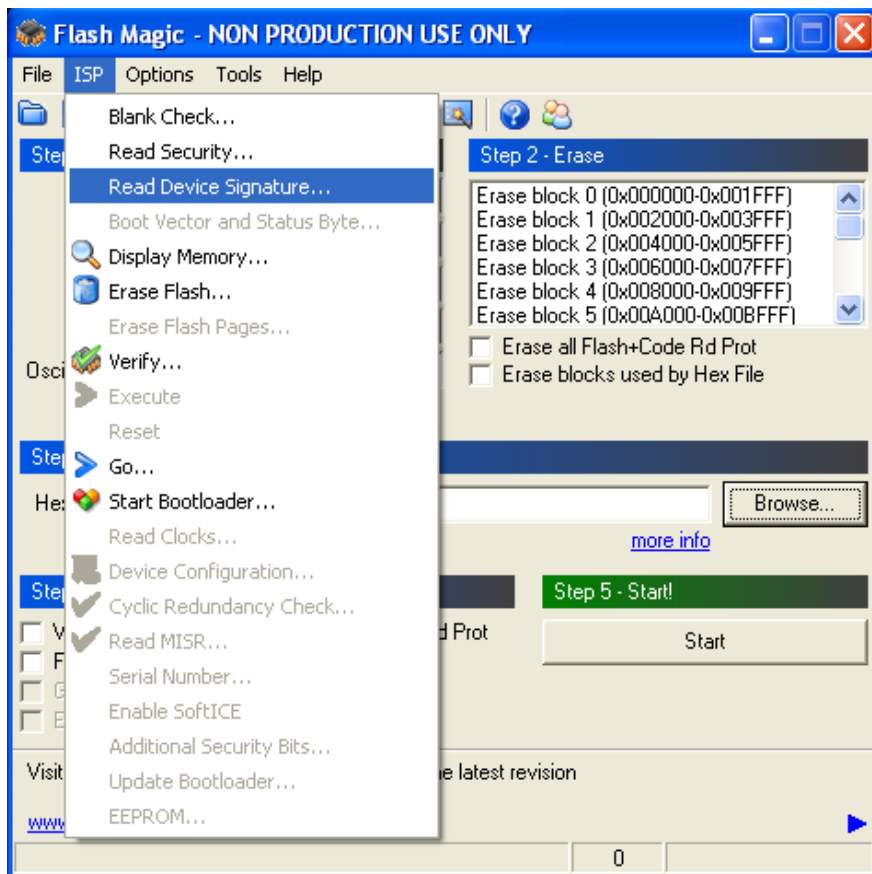 Flash Magic - NON PRODUCTION USE ONLY
File ISP Options Tools Help
Blank Check...
Read Security...
Read Device Signature...
Boot Vector and Status Byte...
Display Memory...
Erase Flash...
Erase Flash Pages...
Verify...
Execute
Reset
Go...
Start Bootloader...
Read Clocks...
Device Configuration...
Cyclic Redundancy Check...
Read MISR...
Serial Number...
Enable SoftICE
Additional Security Bits...
Update Bootloader...
EEPROM...
Step 2 - Erase
Erase block 0 (0x000000-0x001FFF)
Erase block 1 (0x002000-0x003FFF)
Erase block 2 (0x004000-0x005FFF)
Erase block 3 (0x006000-0x007FFF)
Erase block 4 (0x008000-0x009FFF)
Erase block 5 (0x00A000-0x00BFFF)
Erase all Flash+Code Rd Prot
Erase blocks used by Hex File
Osci
Browse...
more info
Step 5 - Start!
d Prot
Start
Visit
e latest revision
www
0